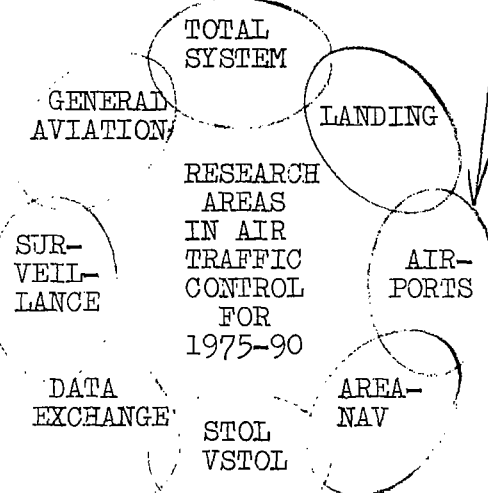 TOTAL
SYSTEM
GENERAL
AVIATION
LANDING
RESEARCH
AREAS
IN AIR
TRAFFIC
CONTROL
FOR
1975-90
SUR-
VEIL-
LANCE
AIR-
PORTS
DATA
EXCHANGE
AREA-
NAV
STOL
VSTOL